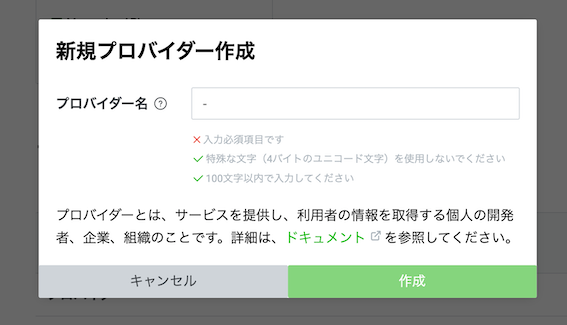 新規プロバイダー作成
プロバイダー名
-
入力必須項目です
特殊な文字（4バイトのユニコード文字）を使用しないでください
100文字以内で入力してください
プロバイダーとは、サービスを提供し、利用者の情報を取得する個人の開発
者、企業、組織のことです。詳細は、ドキュメント を参照してください。
キャンセル 作成